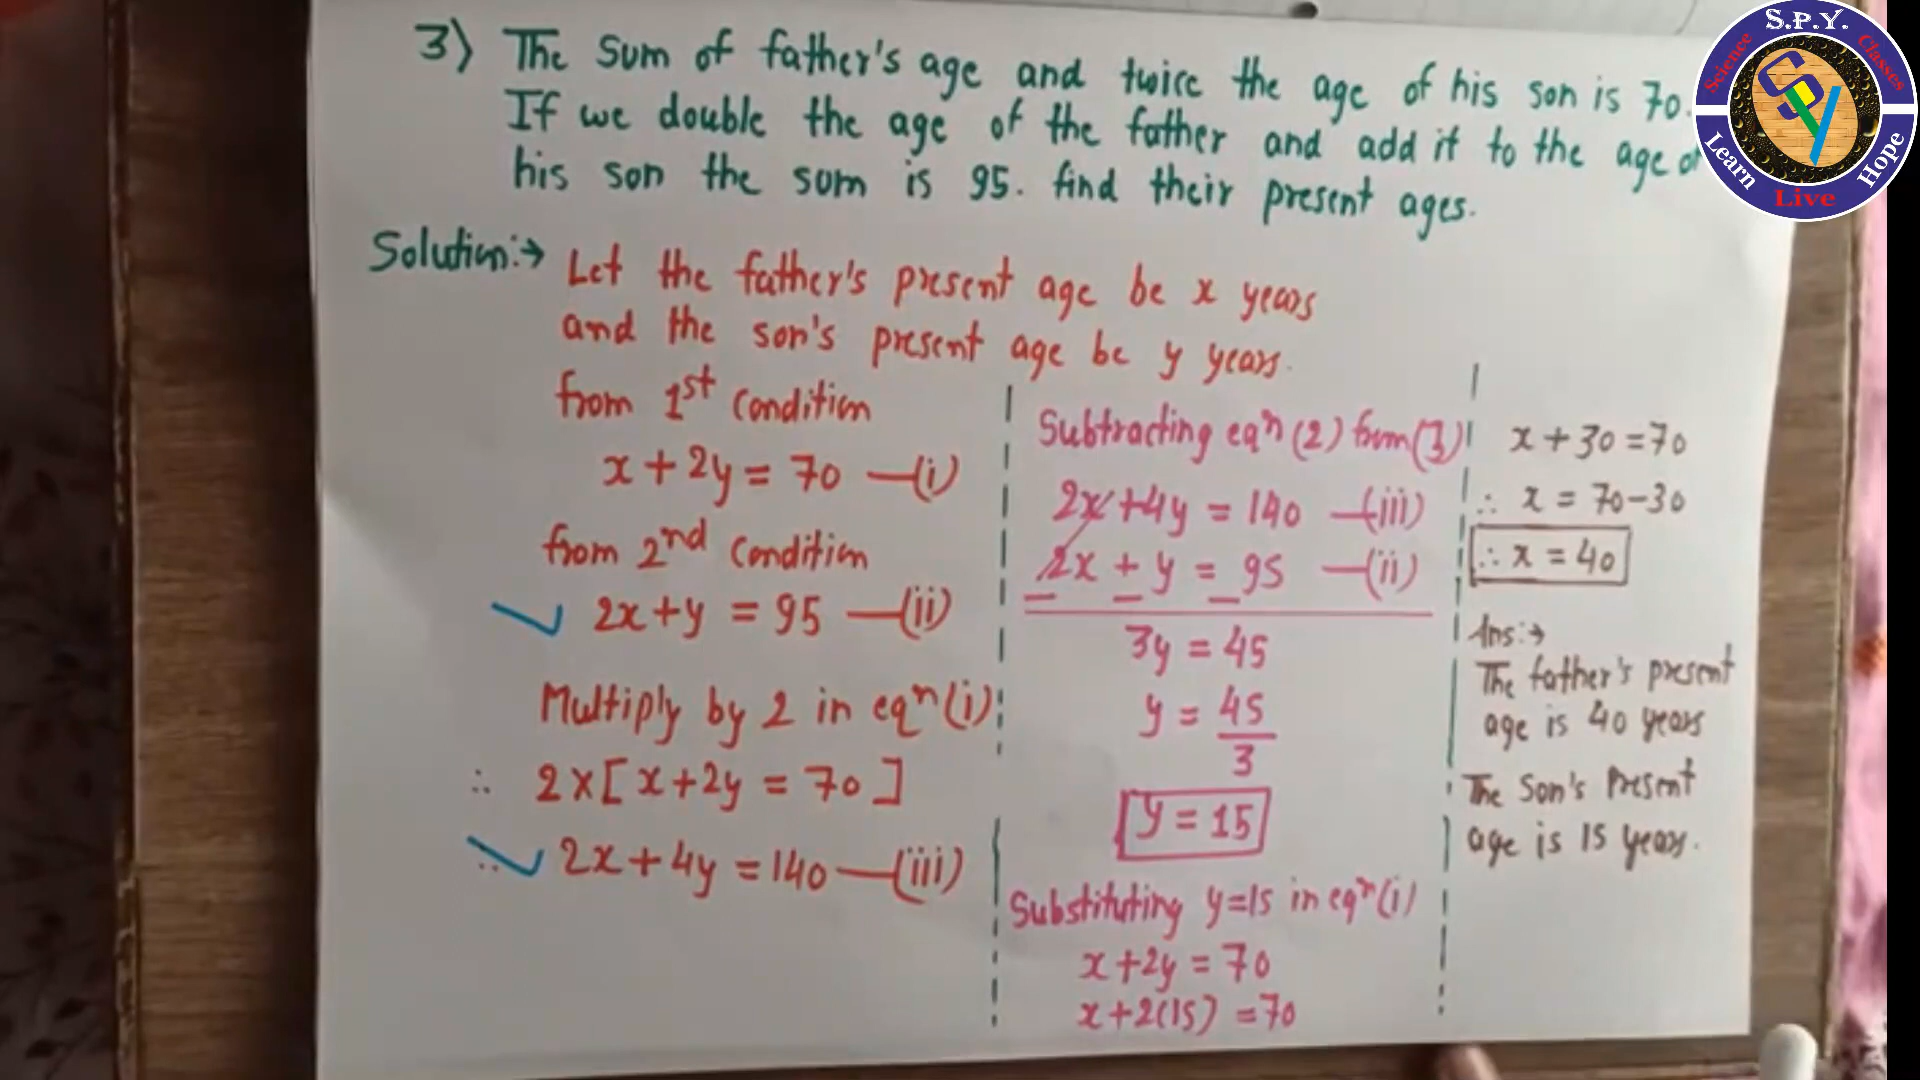 3) The sum of father's age and twice the age of his son is 70.
If we double the age of the father and add it to the age of
his son the sum is 95. find their present ages.
Solution:→ Let the father's present age be x years
and the son's present age be y years.
from 1st condition
x + 2y = 70 —(i)
from 2nd condition
2x+y = 95 —(ii)
Multiply by 2 in eqn(i)
∴ 2×[x+2y = 70]
∴ 2x + 4y = 140 —(iii)
Subtracting eqn (2) from (3)
2x + 4y = 140 —(iii)
2x + y = 95 —(ii)
— — —
3y = 45
y = 45/3
y = 15
Substituting y=15 in eqn(i)
x+2y = 70
x+2(15) = 70
x + 30 = 70
∴ x = 70-30
∴ x = 40
Ans:→
The father's present
age is 40 years
The Son's Present
age is 15 years.
S.P.Y.
Science
Classes
SPY
Learn
Live
Hope